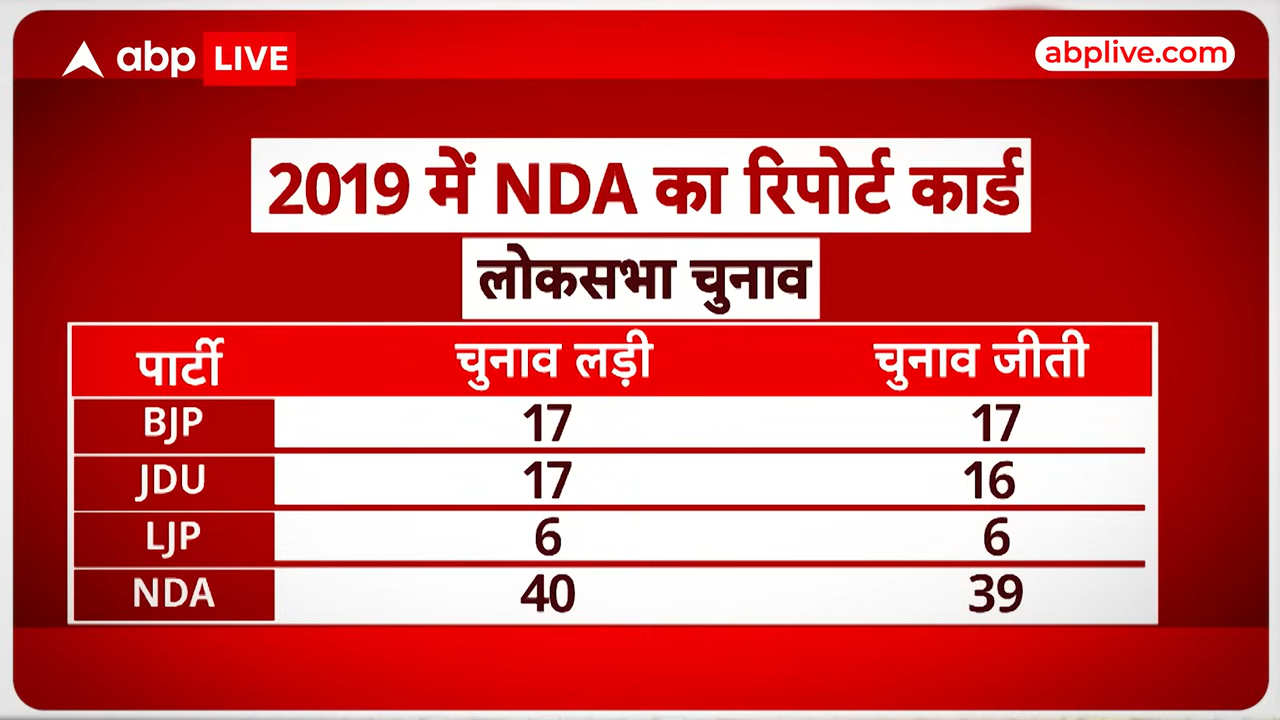 abp LIVE abplive.com
2019 में NDA का रिपोर्ट कार्ड
लोकसभा चुनाव
पार्टी चुनाव लड़ी चुनाव जीती
BJP 17 17
JDU 17 16
LJP 6 6
NDA 40 39